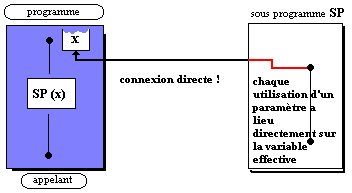 programme
sous programme SP
x
SP (x)
connexion directe !
chaque
utilisation d'un
paramètre a
lieu
directement sur
la variable
effective
appelant